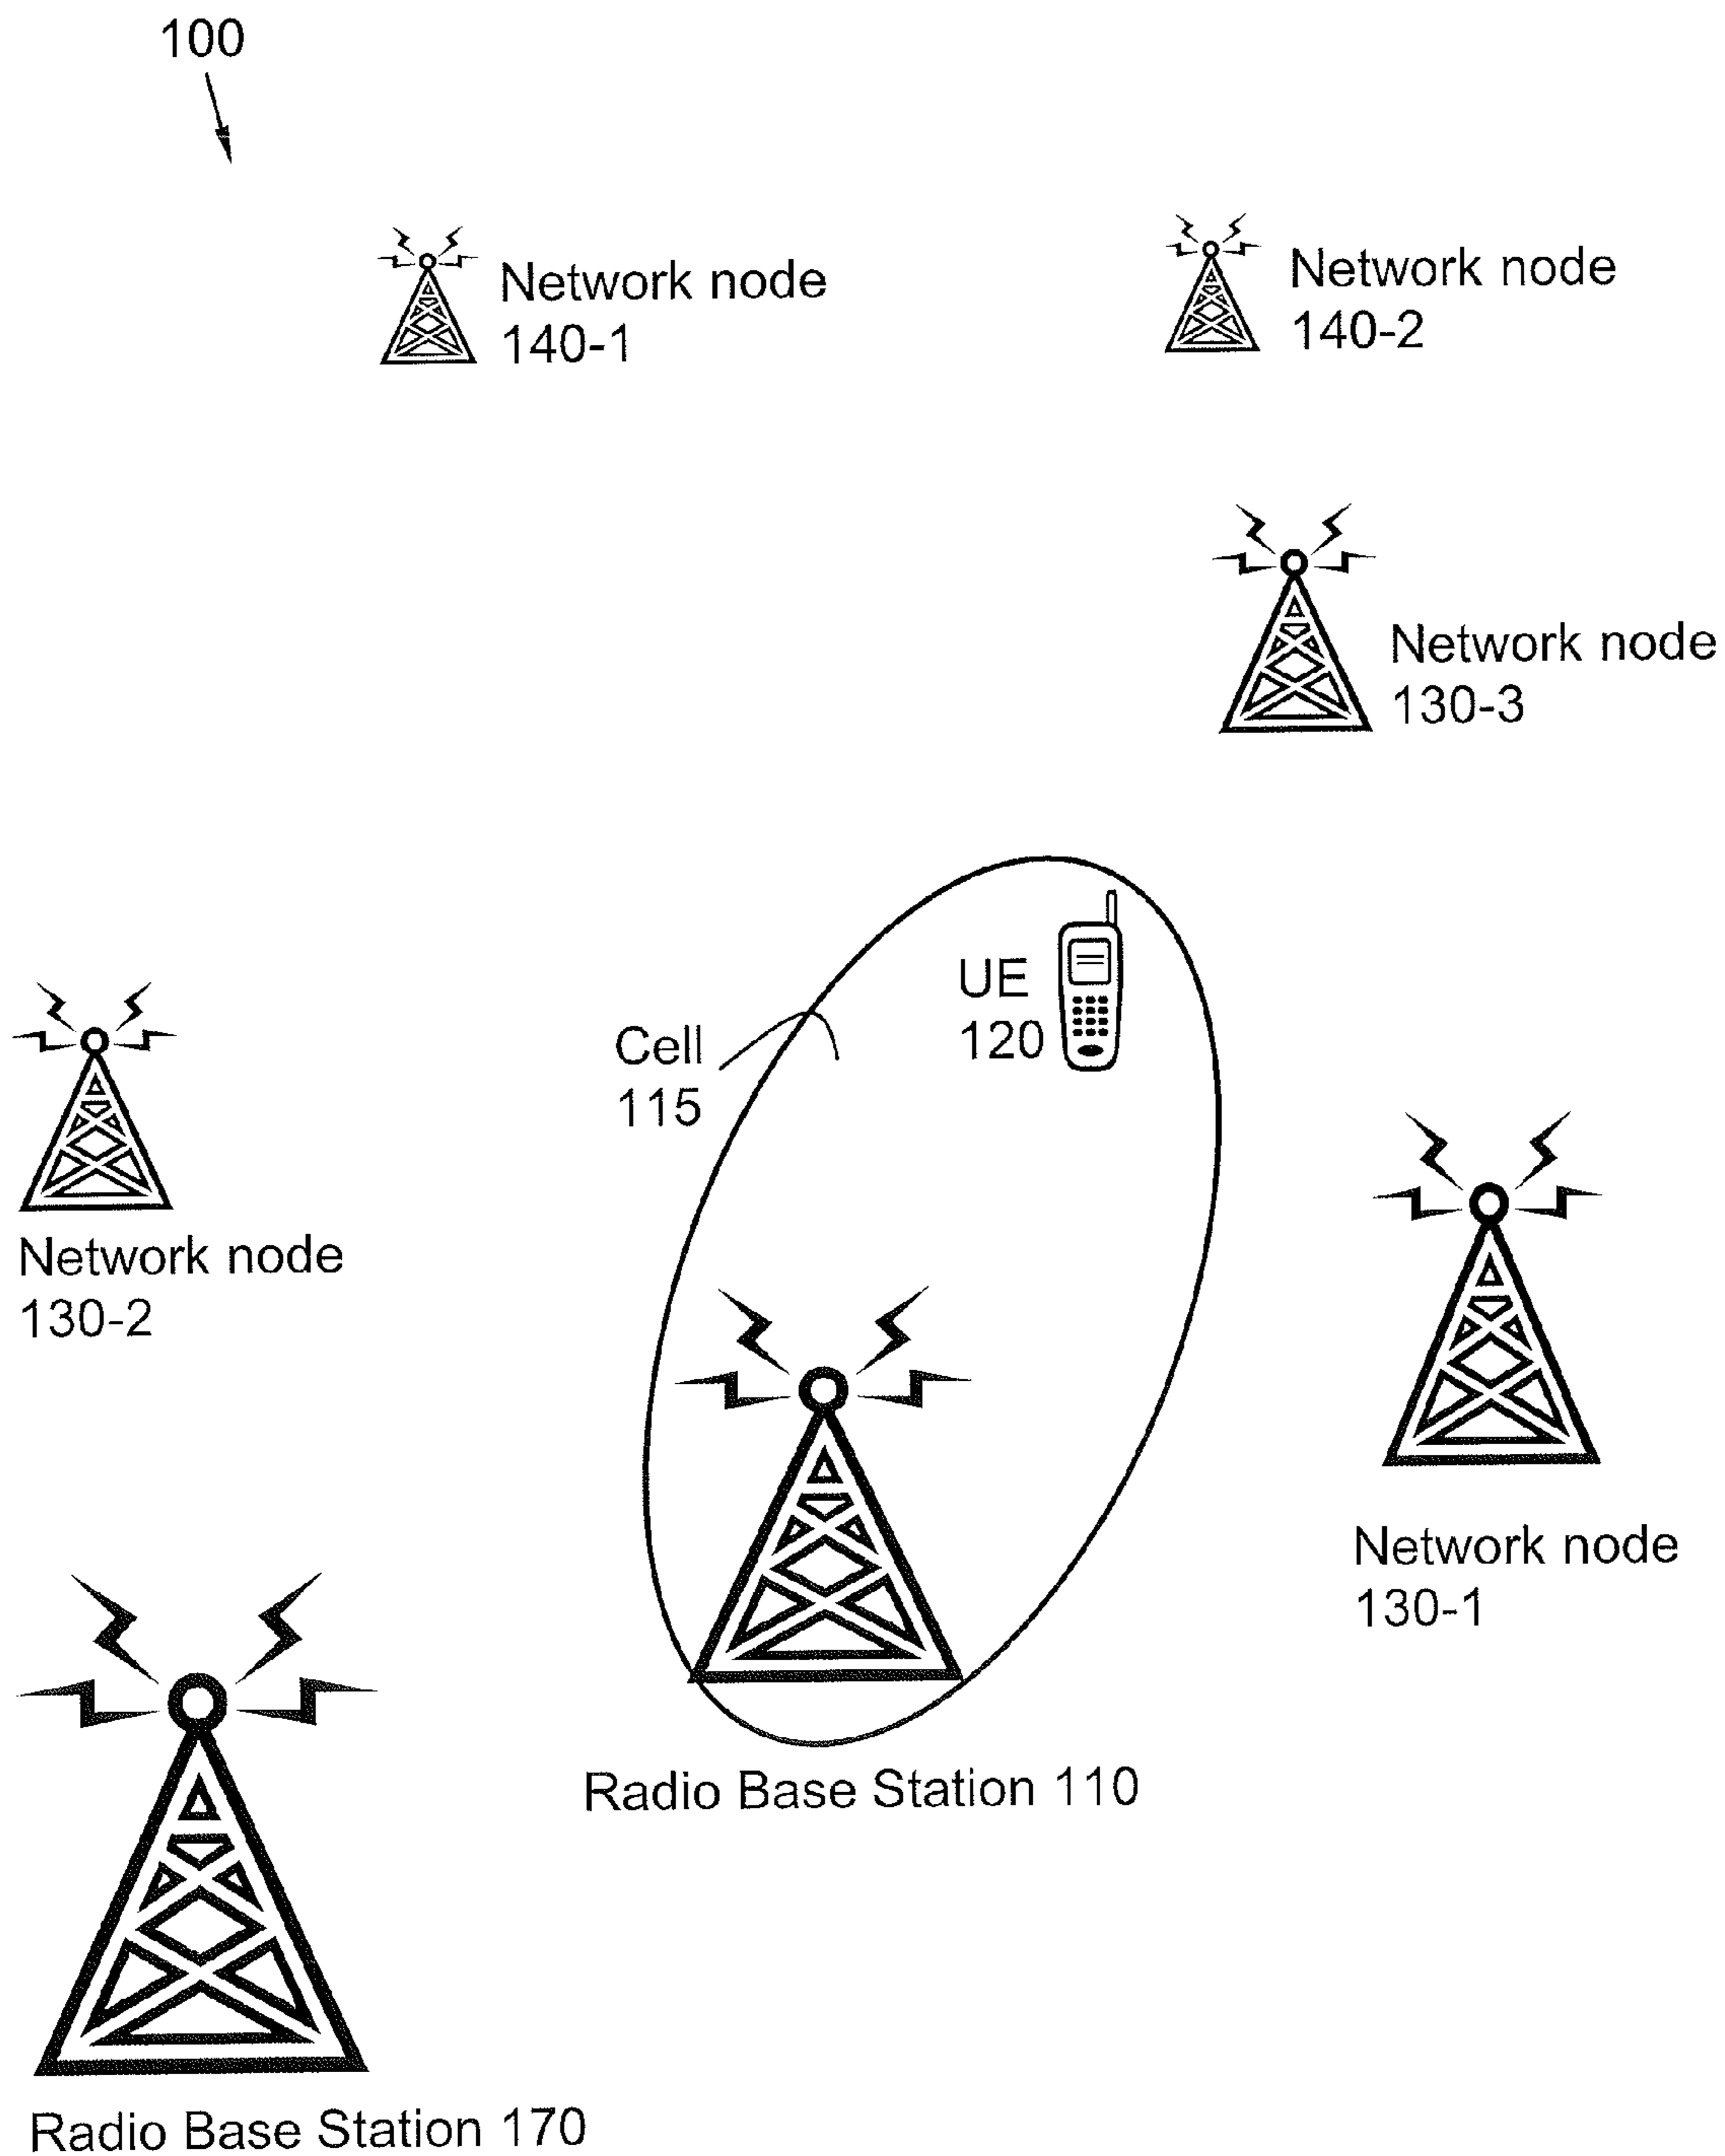 100
Network node
140-1
Network node
140-2
Network node
130-3
UE
120
Cell
115
Network node
130-2
Network node
130-1
Radio Base Station 110
Radio Base Station 170